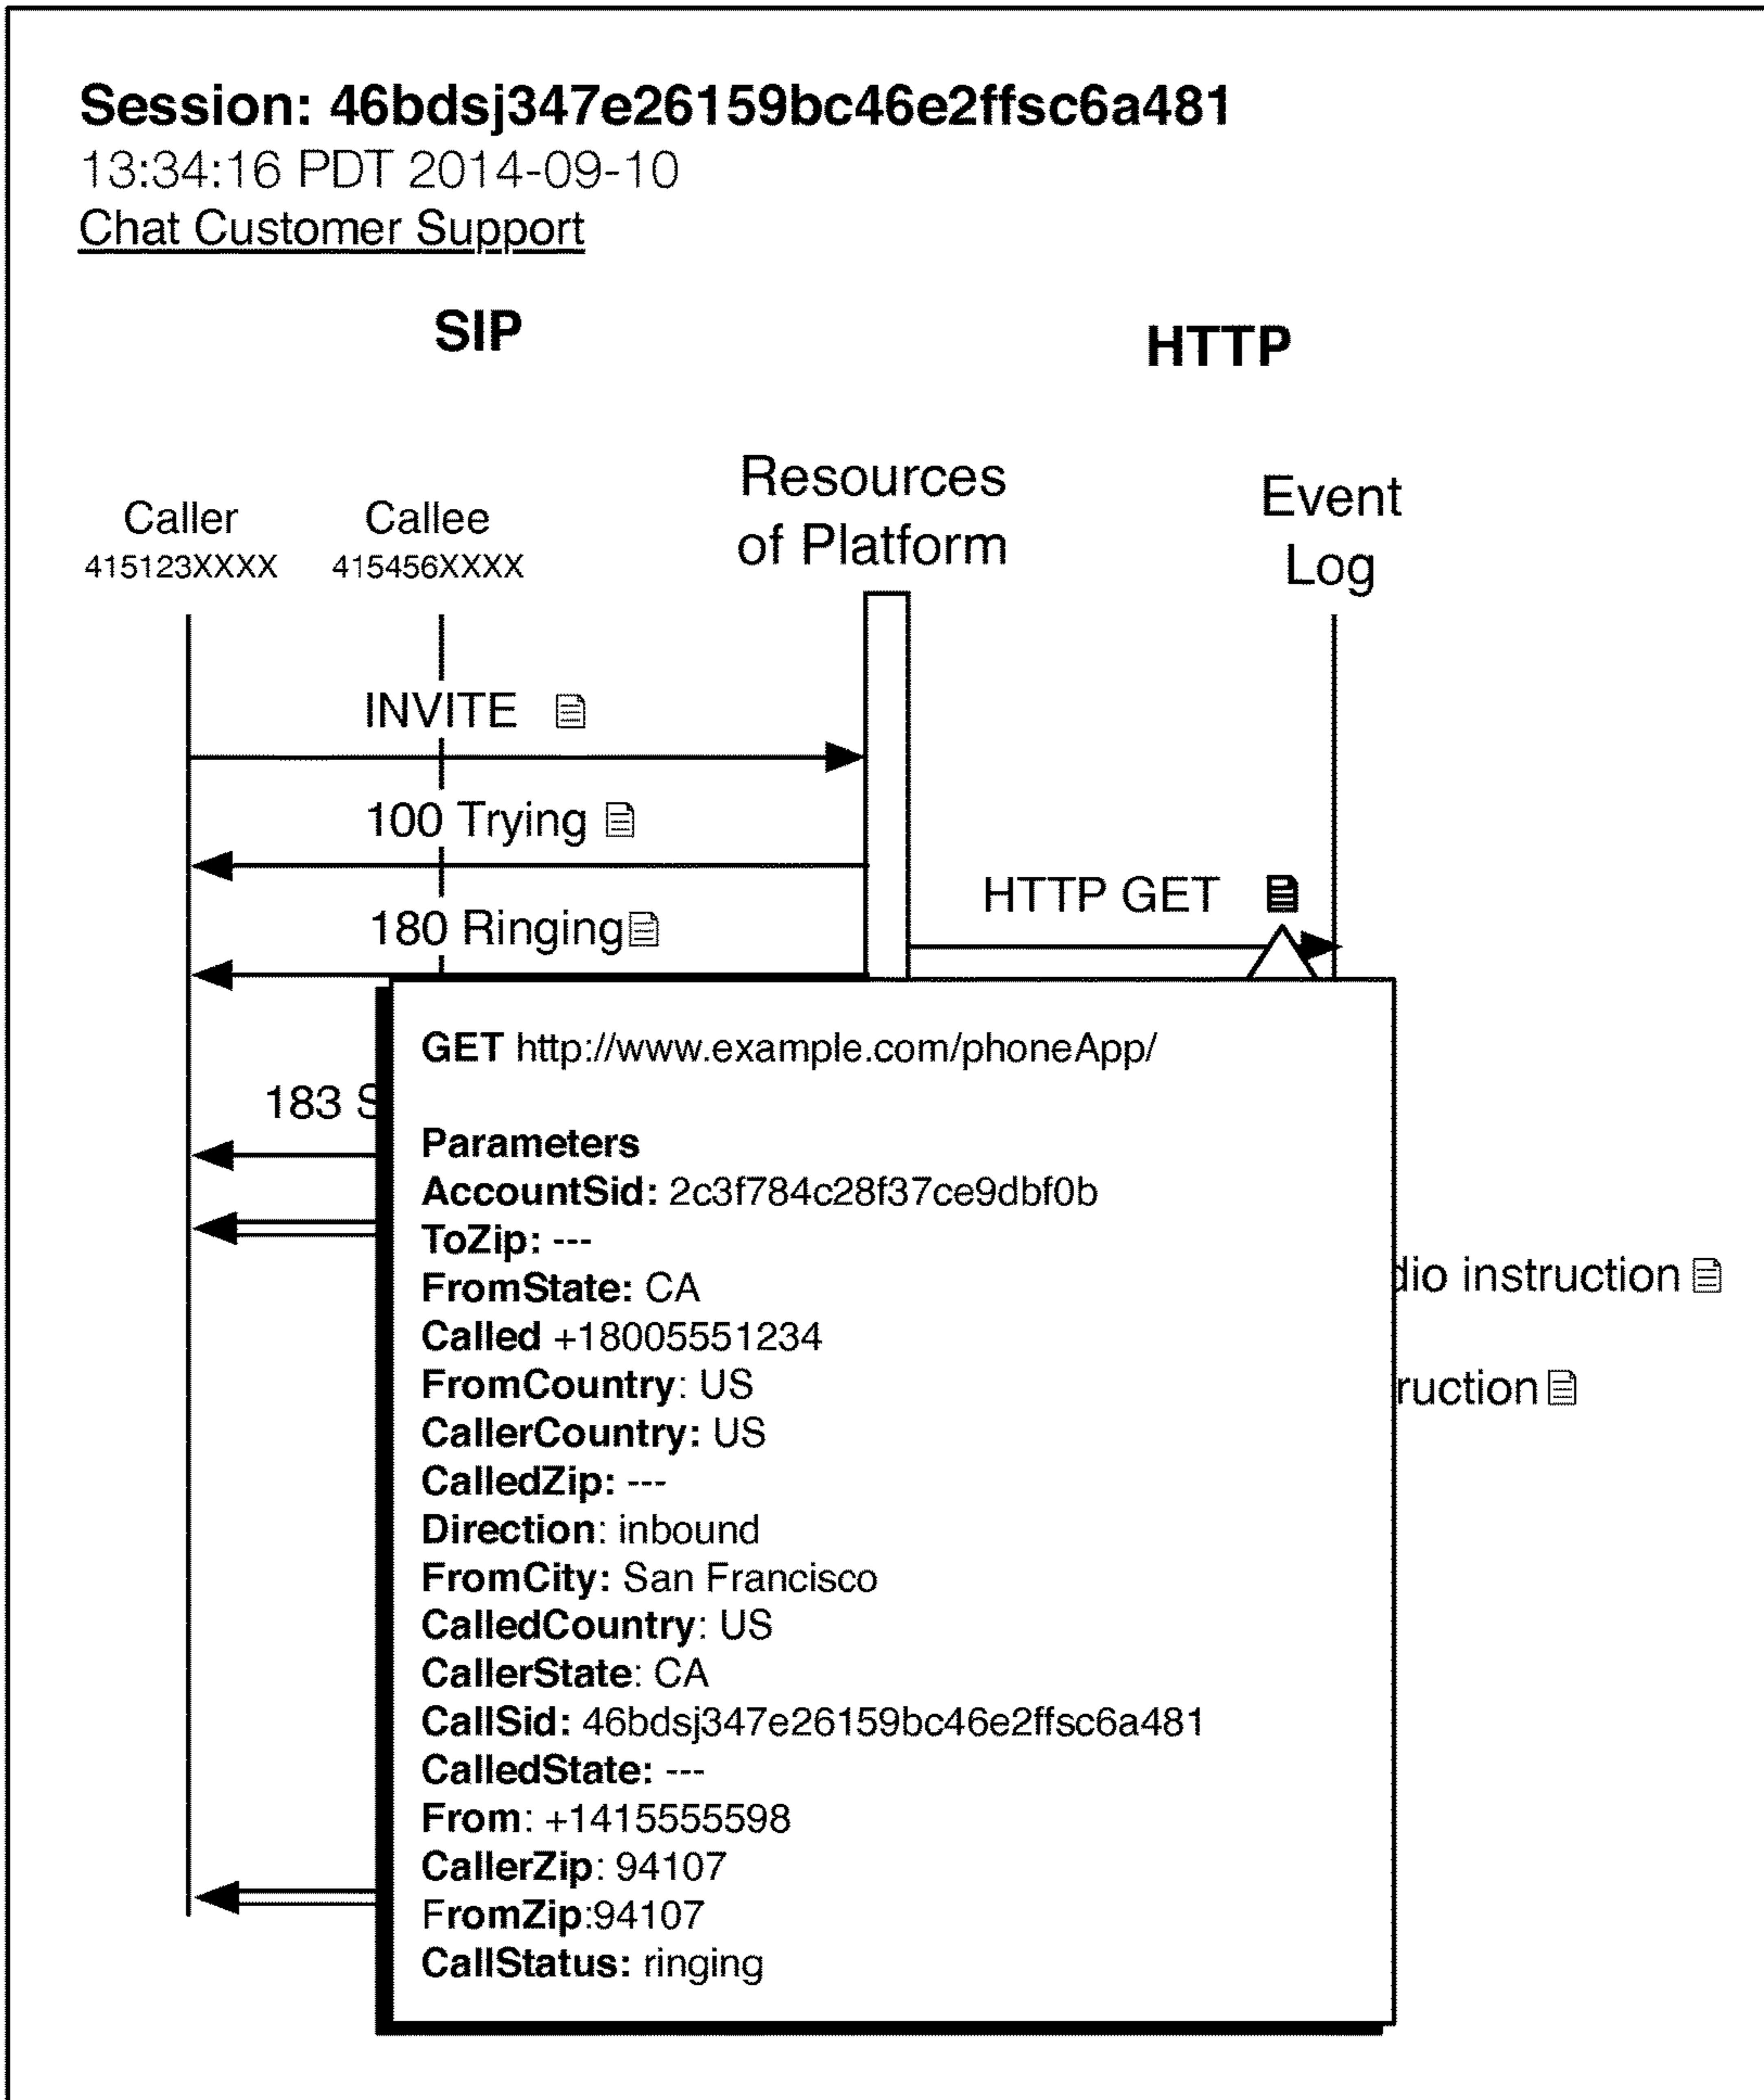 Session: 46bdsj347e26159bc46e2ffsc6a481
13:34:16 PDT 2014-09-10
Chat Customer Support
SIP
HTTP
Caller
415123XXXX
Callee
415456XXXX
Resources
of Platform
Event
Log
INVITE
100 Trying
HTTP GET
180 Ringing
183 S
GET http://www.example.com/phoneApp/
Parameters
AccountSid: 2c3f784c28f37ce9dbf0b
ToZip: ---
FromState: CA
Called +18005551234
FromCountry: US
CallerCountry: US
CalledZip: ---
Direction: inbound
FromCity: San Francisco
CalledCountry: US
CallerState: CA
CallSid: 46bdsj347e26159bc46e2ffsc6a481
CalledState: ---
From: +1415555598
CallerZip: 94107
FromZip:94107
CallStatus: ringing
dio instruction
ruction